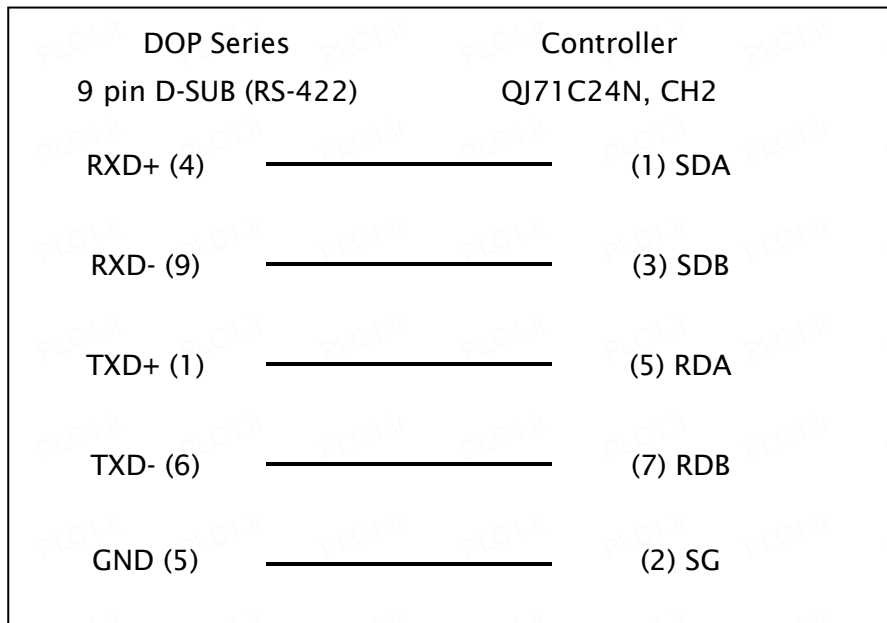 DOP Series Controller
9 pin D-SUB (RS-422) QJ71C24N, CH2
RXD+ (4) (1) SDA
RXD- (9) (3) SDB
TXD+ (1) (5) RDA
TXD- (6) (7) RDB
GND (5) (2) SG